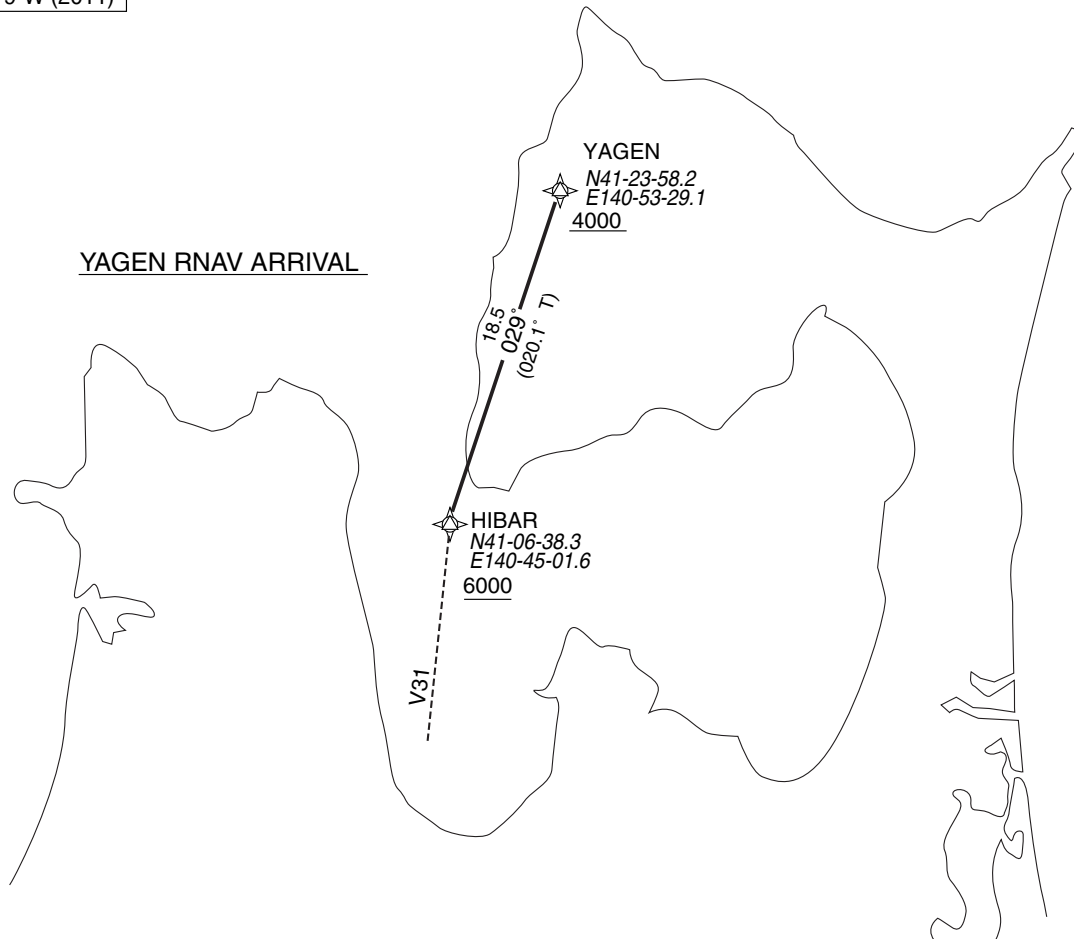 W (2011)
YAGEN
N41-23-58.2
E140-53-29.1
4000
YAGEN RNAV ARRIVAL
18.5
029°
(020.1° T)
HIBAR
N41-06-38.3
E140-45-01.6
6000
V31